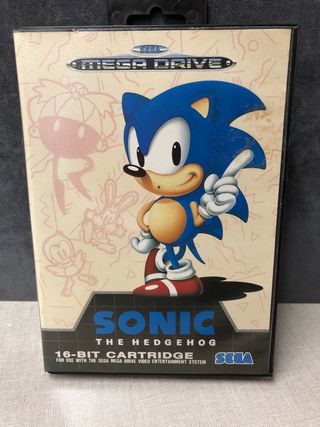 SEGA
MEGA DRIVE
SONIC
THE HEDGEHOG
16-BIT CARTRIDGE
FOR USE WITH THE SEGA MEGA DRIVE VIDEO ENTERTAINMENT SYSTEM
SEGA